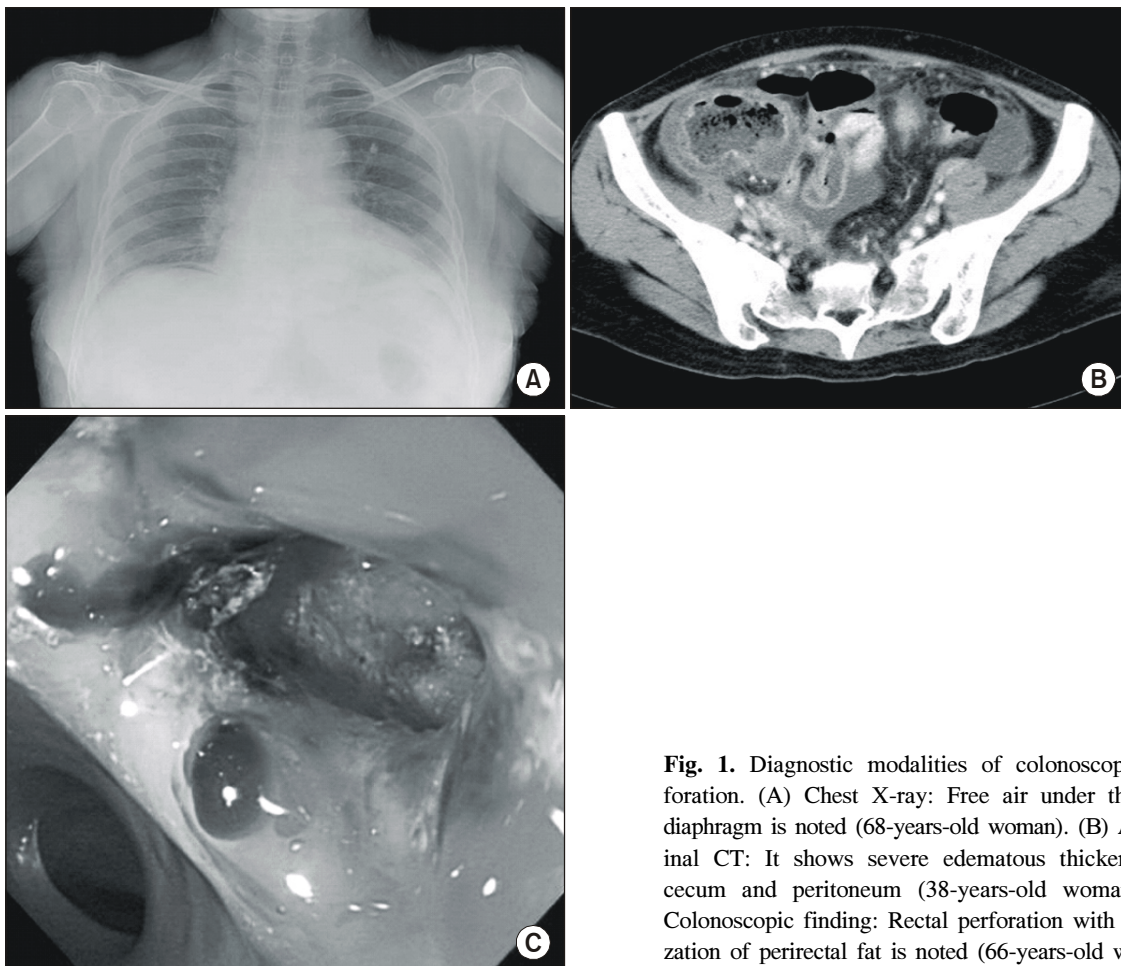 A
B
C
Fig. 1. Diagnostic modalities of colonoscop
foration. (A) Chest X-ray: Free air under th
diaphragm is noted (68-years-old woman). (B) A
inal CT: It shows severe edematous thicker
cecum and peritoneum (38-years-old woma
Colonoscopic finding: Rectal perforation with
zation of perirectal fat is noted (66-years-old w